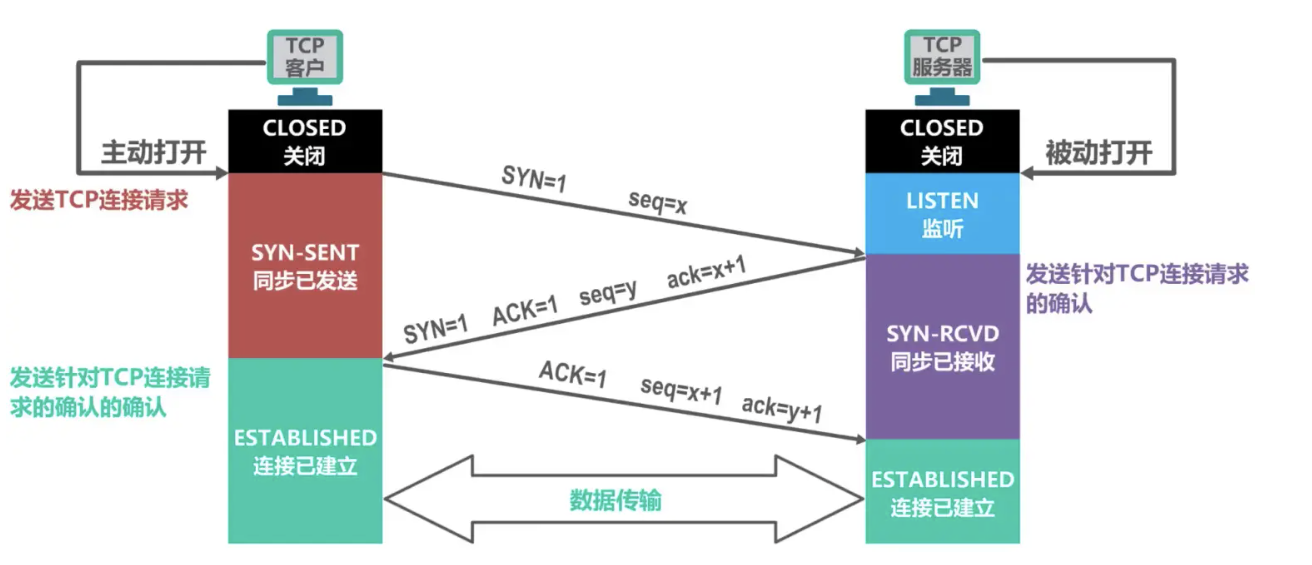 TCP
客户
TCP
服务器
CLOSED
关闭
CLOSED
关闭
主动打开
被动打开
发送TCP连接请求
SYN=1 seq=x
LISTEN
监听
SYN-SENT
同步已发送
SYN=1 ACK=1 seq=y ack=x+1
发送针对TCP连接请求
的确认
SYN-RCVD
同步已接收
发送针对TCP连接请
求的确认的确认
ACK=1 seq=x+1 ack=y+1
ESTABLISHED
连接已建立
数据传输
ESTABLISHED
连接已建立